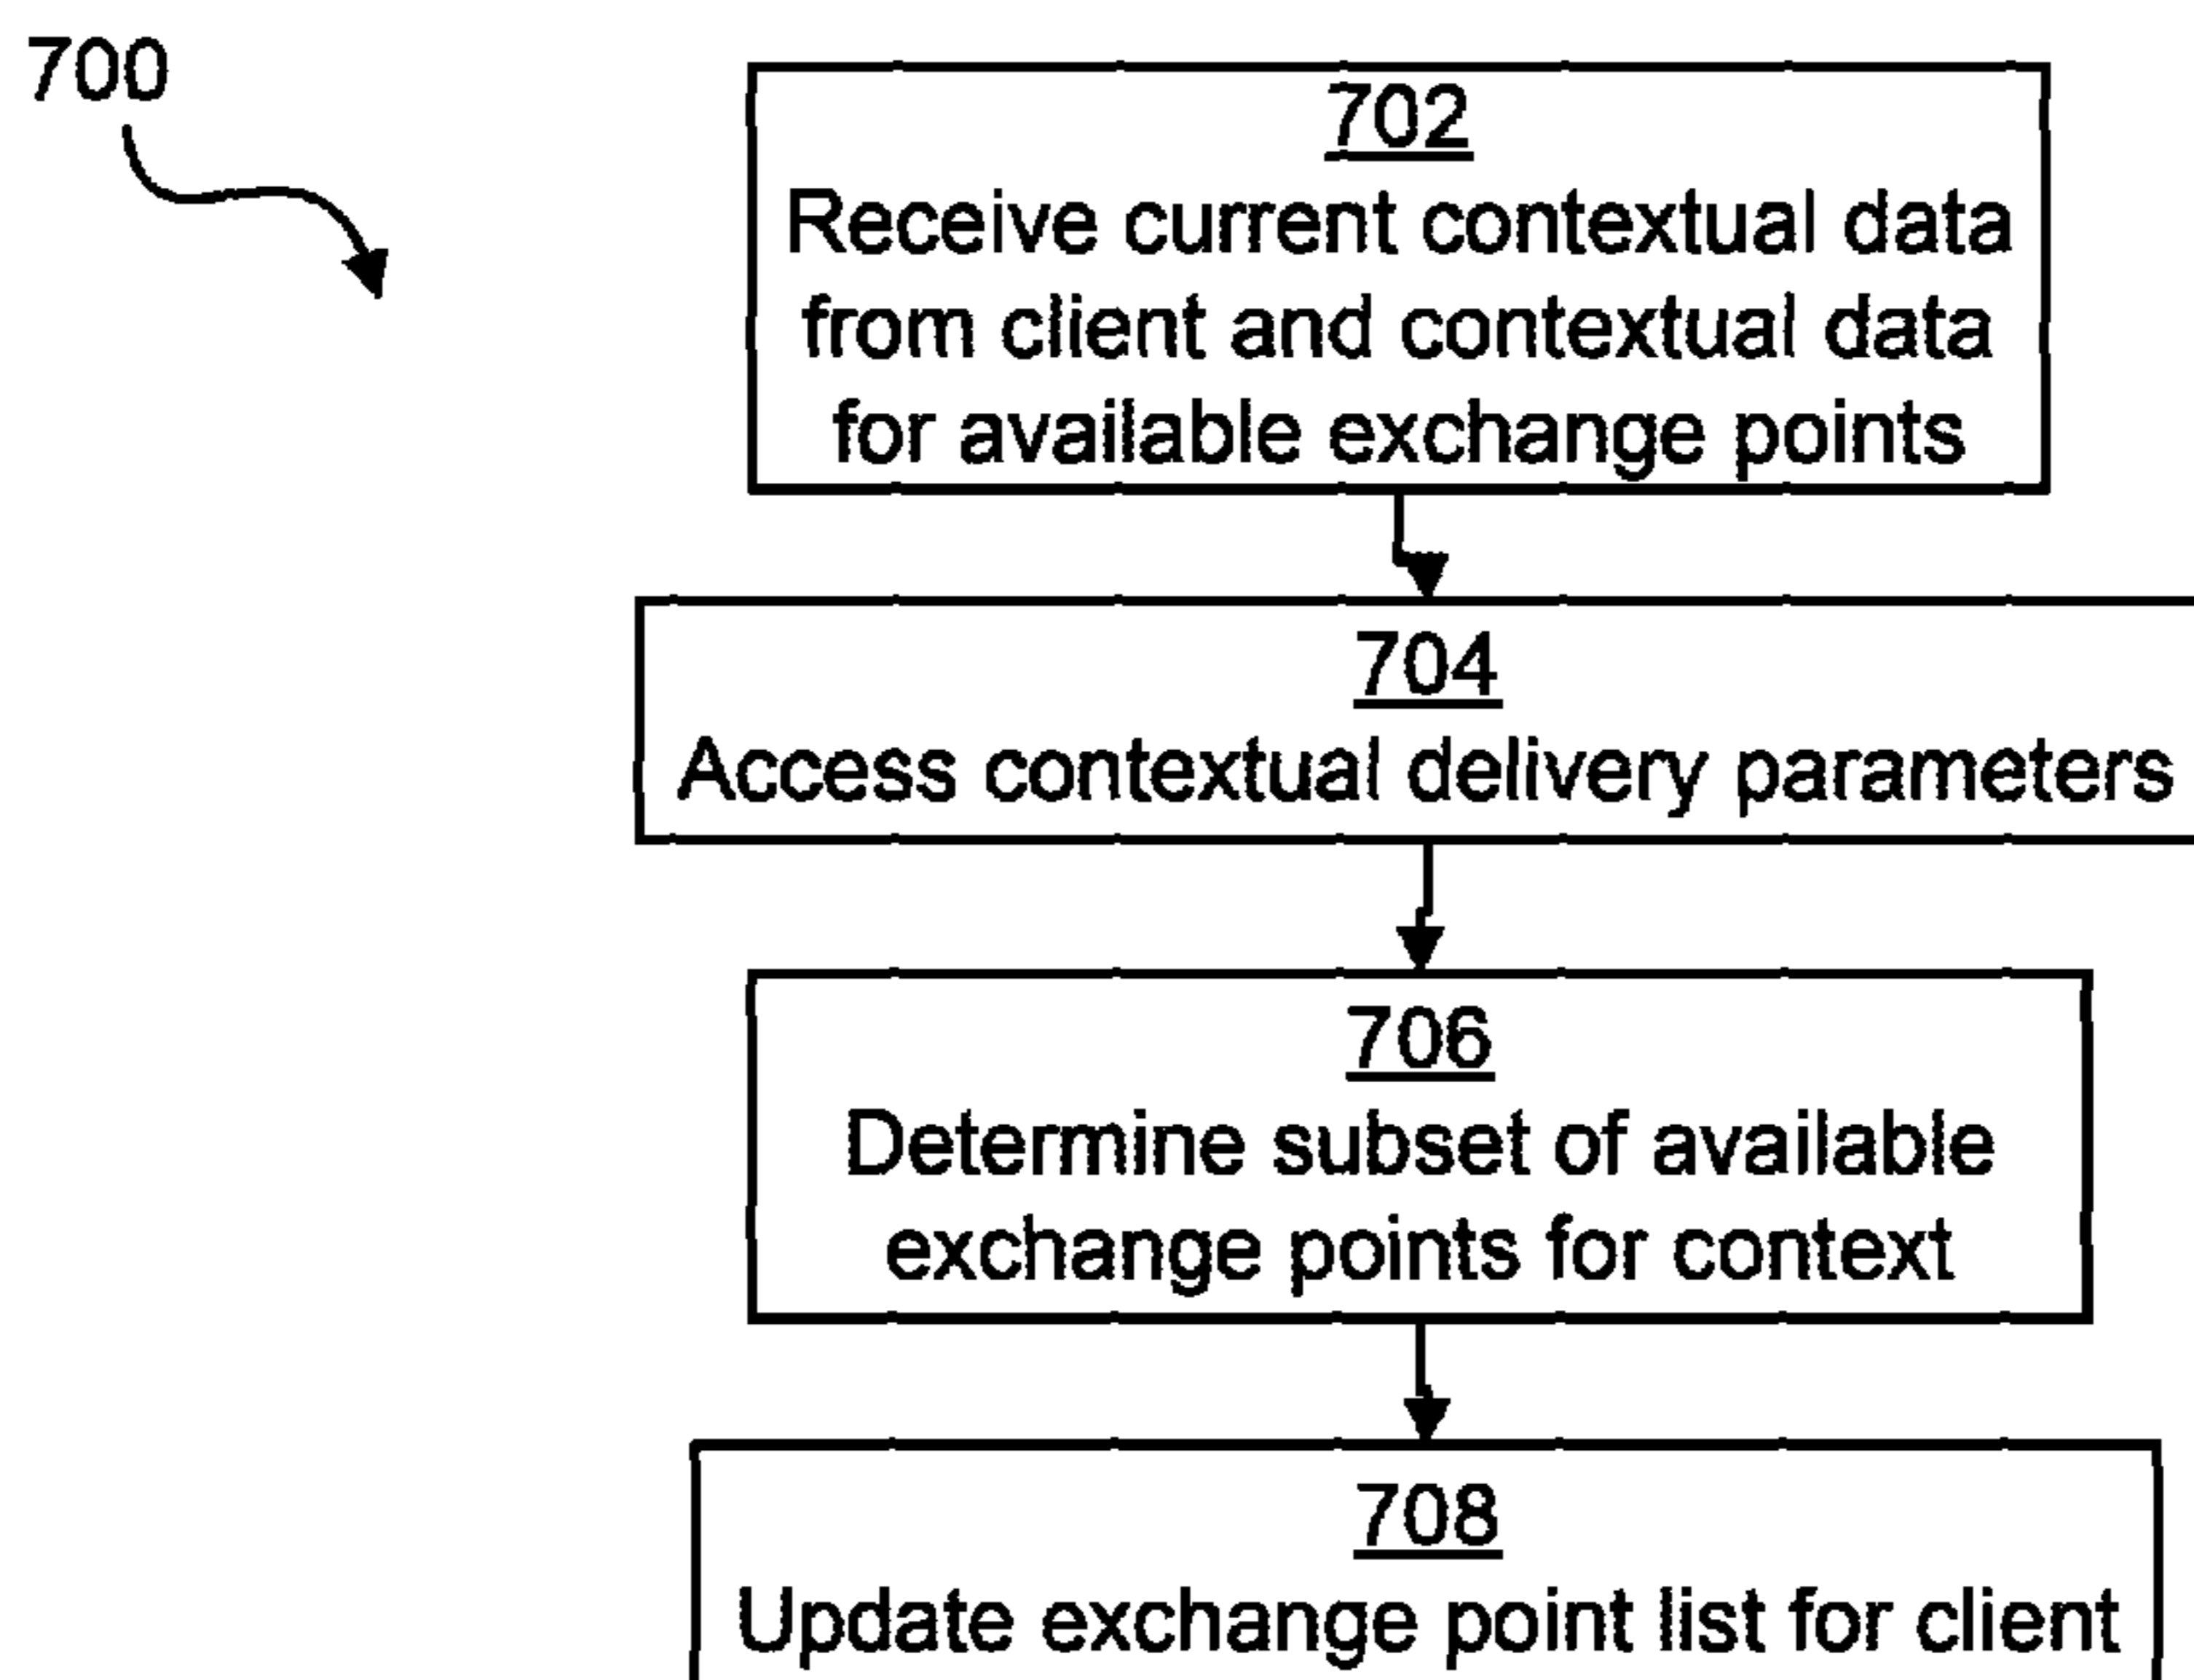 700
702
Receive current contextual data
from client and contextual data
for available exchange points
704
Access contextual delivery parameters
706
Determine subset of available
exchange points for context
708
Update exchange point list for client